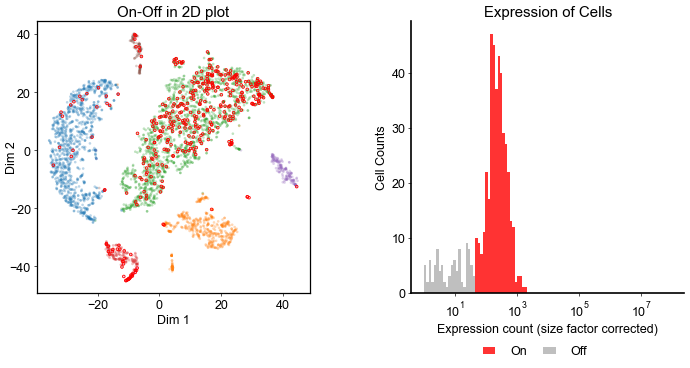 On-Off in 2D plot
40
20
0
−20
−40
Dim 2
−20
0
20
40
Dim 1
Expression of Cells
40
30
20
10
0
Cell Counts
10^1
10^3
10^5
10^7
Expression count (size factor corrected)
On
Off